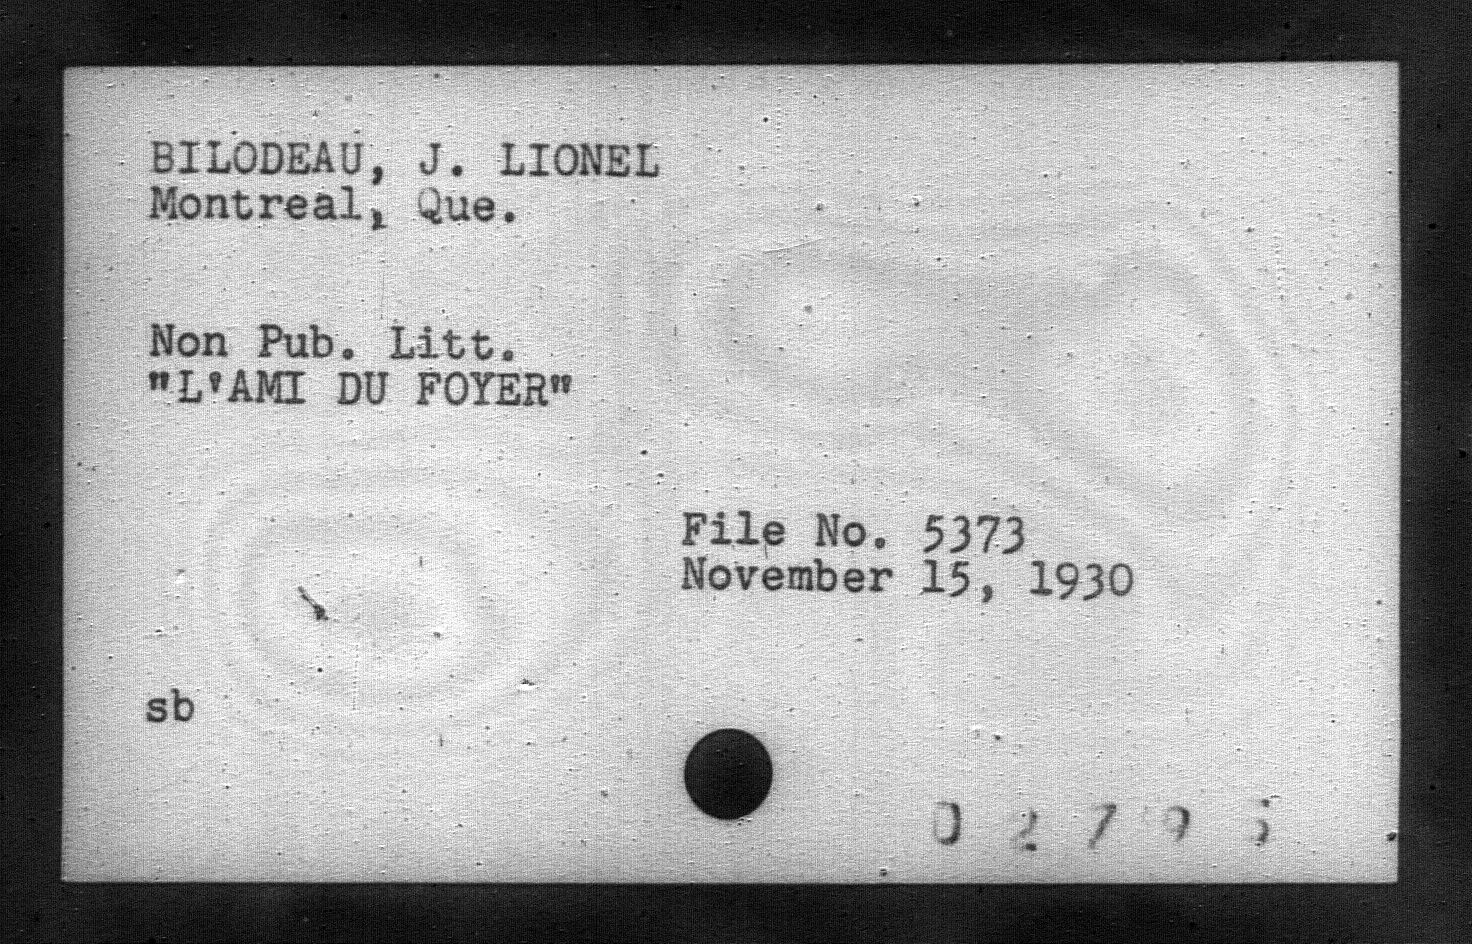 BILODEAU, J. LIONEL
Montreal, Que.
Non Pub. Litt.
"L'AMI DU FOYER"
File No. 5373
November 15, 1930
sb